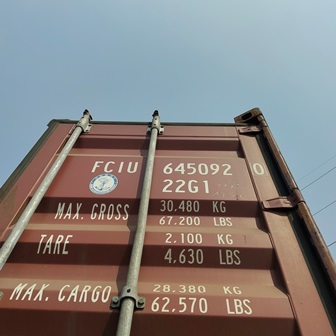 FCIU 645092 0
22G1
MAX. GROSS 30.480 KG
67.200 LBS
TARE 2.100 KG
4.630 LBS
MAX. CARGO 28.380 KG
62.570 LBS